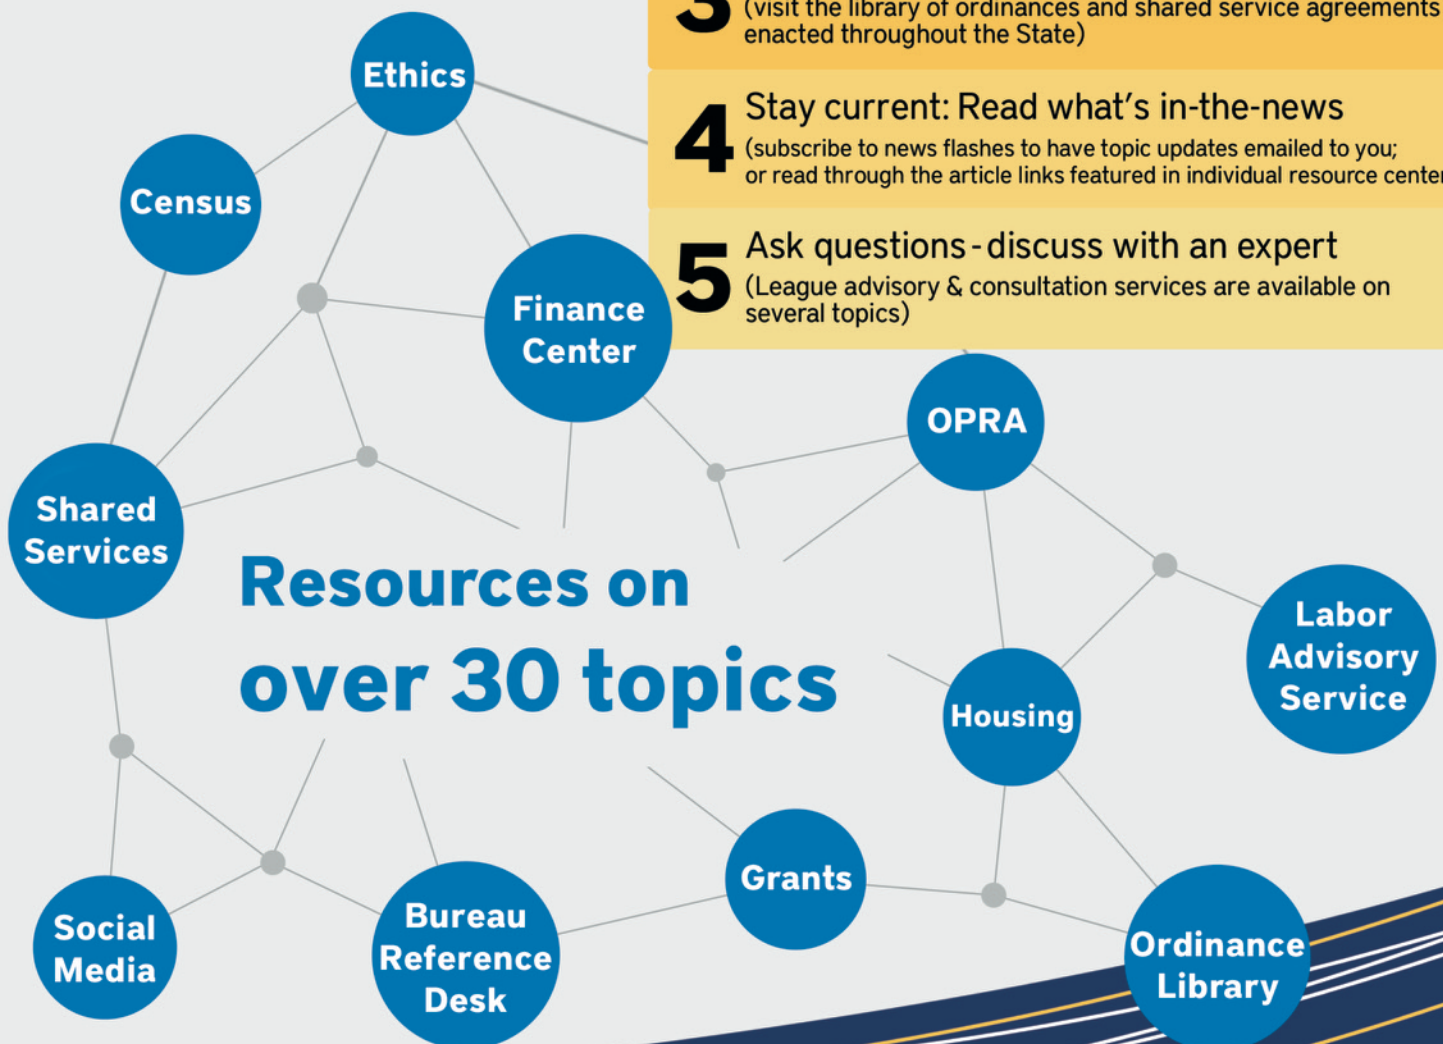 3
(visit the library of ordinances and shared service agreements
enacted throughout the State)
4
Stay current: Read what's in-the-news
(subscribe to news flashes to have topic updates emailed to you;
or read through the article links featured in individual resource center
5
Ask questions - discuss with an expert
(League advisory & consultation services are available on
several topics)
Ethics
Census
Finance
Center
OPRA
Shared
Services
Resources on
over 30 topics
Labor
Advisory
Service
Housing
Grants
Social
Media
Bureau
Reference
Desk
Ordinance
Library